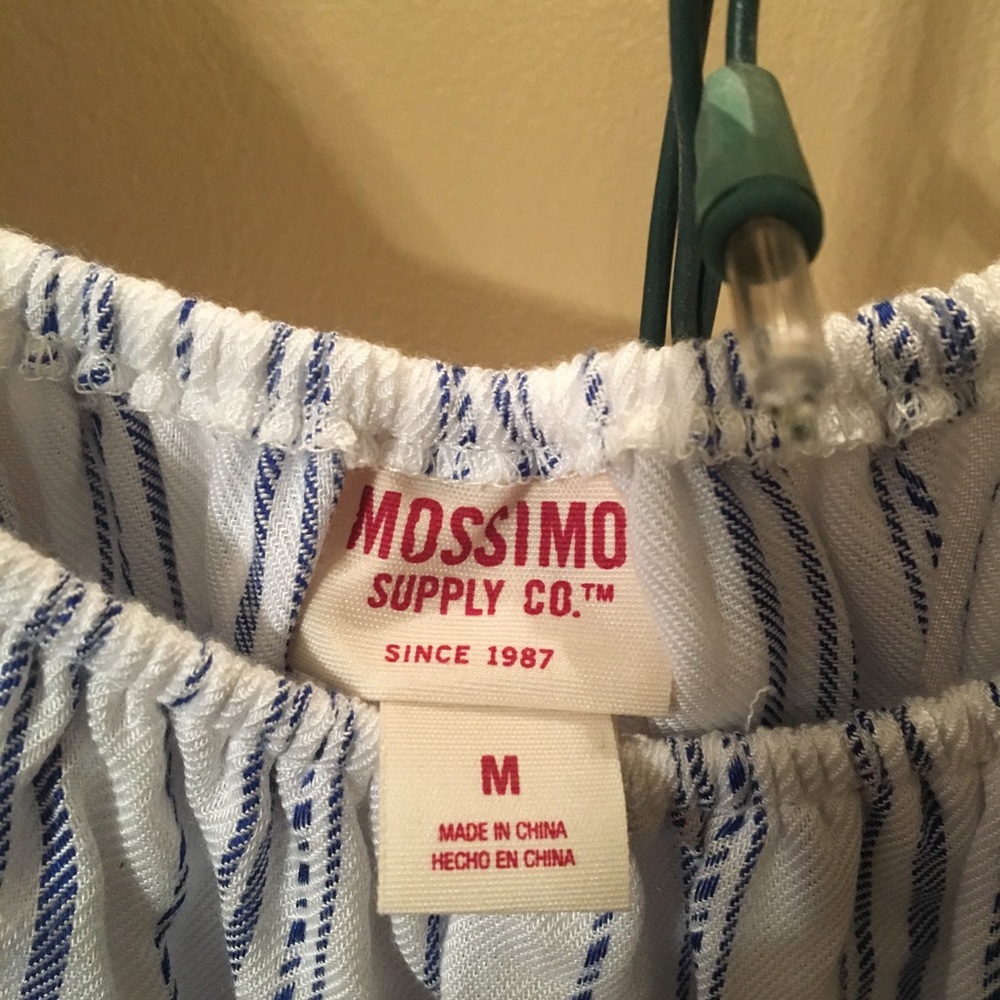 MOSSIMO
SUPPLY CO.™
SINCE 1987
M
MADE IN CHINA
HECHO EN CHINA